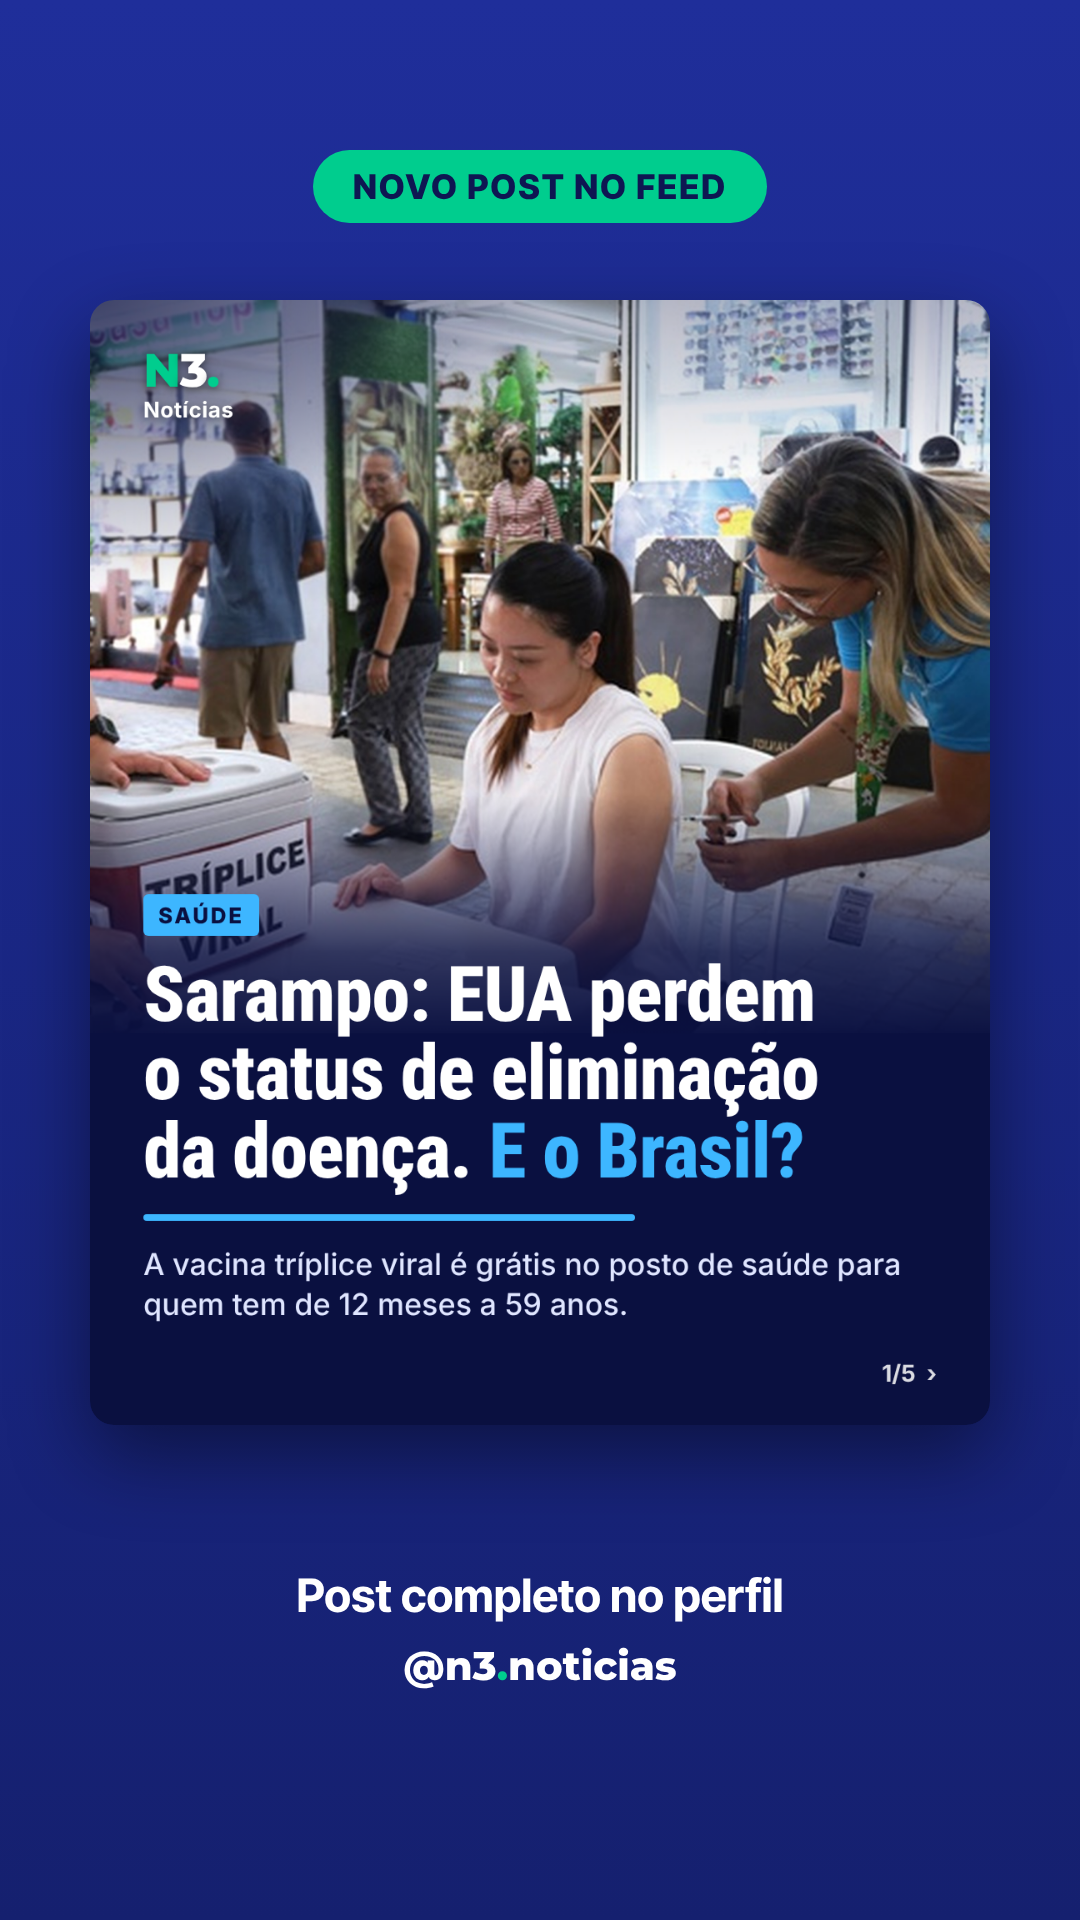 NOVO POST NO FEED
N3.
Notícias
TRÍPLICE
VIRAL
SAÚDE
Sarampo: EUA perdem
o status de eliminação
da doença. E o Brasil?
A vacina tríplice viral é grátis no posto de saúde para
quem tem de 12 meses a 59 anos.
1/5 ›
Post completo no perfil
@n3.noticias